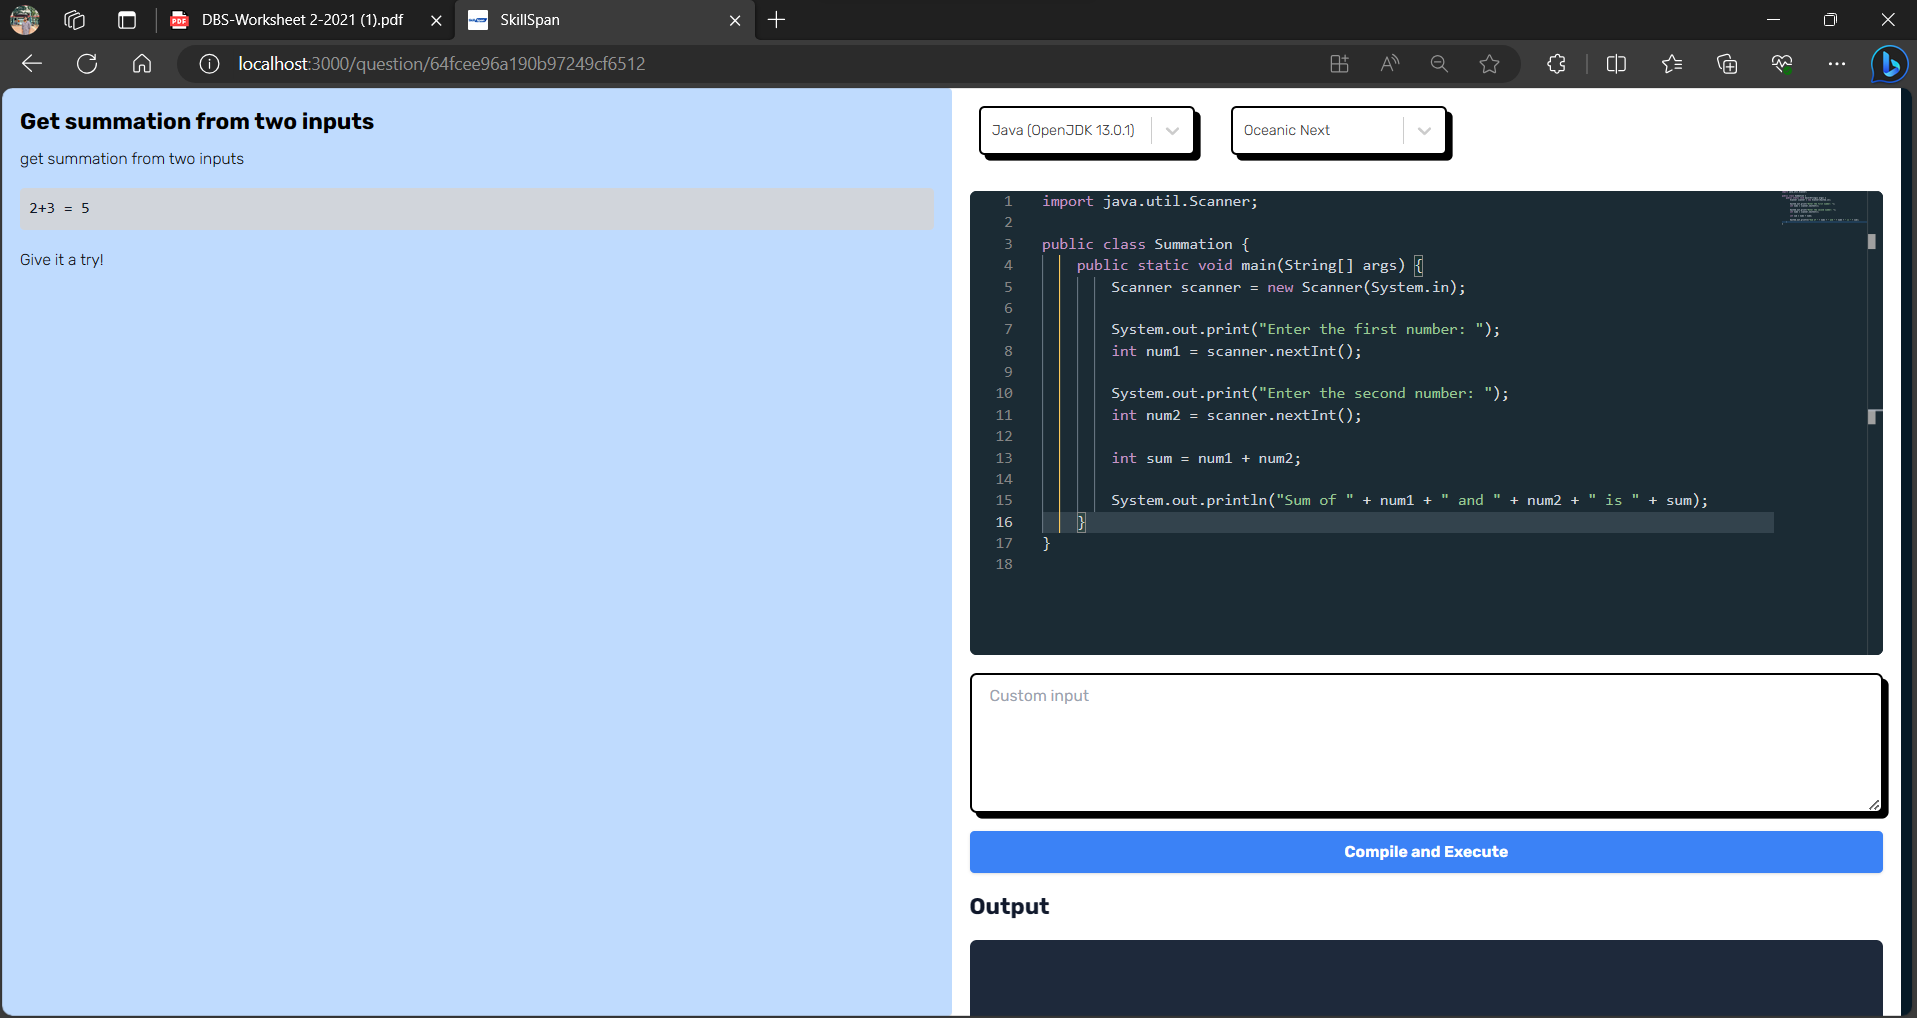 DBS-Worksheet 2-2021 (1).pdf
SkillSpan
localhost:3000/question/64fcee96a190b97249cf6512
Get summation from two inputs
get summation from two inputs
2+3 = 5
Give it a try!
Java (OpenJDK 13.0.1)
Oceanic Next
1 import java.util.Scanner;
2
3 public class Summation {
4 public static void main(String[] args) {
5 Scanner scanner = new Scanner(System.in);
6
7 System.out.print("Enter the first number: ");
8 int num1 = scanner.nextInt();
9
10 System.out.print("Enter the second number: ");
11 int num2 = scanner.nextInt();
12
13 int sum = num1 + num2;
14
15 System.out.println("Sum of " + num1 + " and " + num2 + " is " + sum);
16 }
17 }
18
Custom input
Compile and Execute
Output